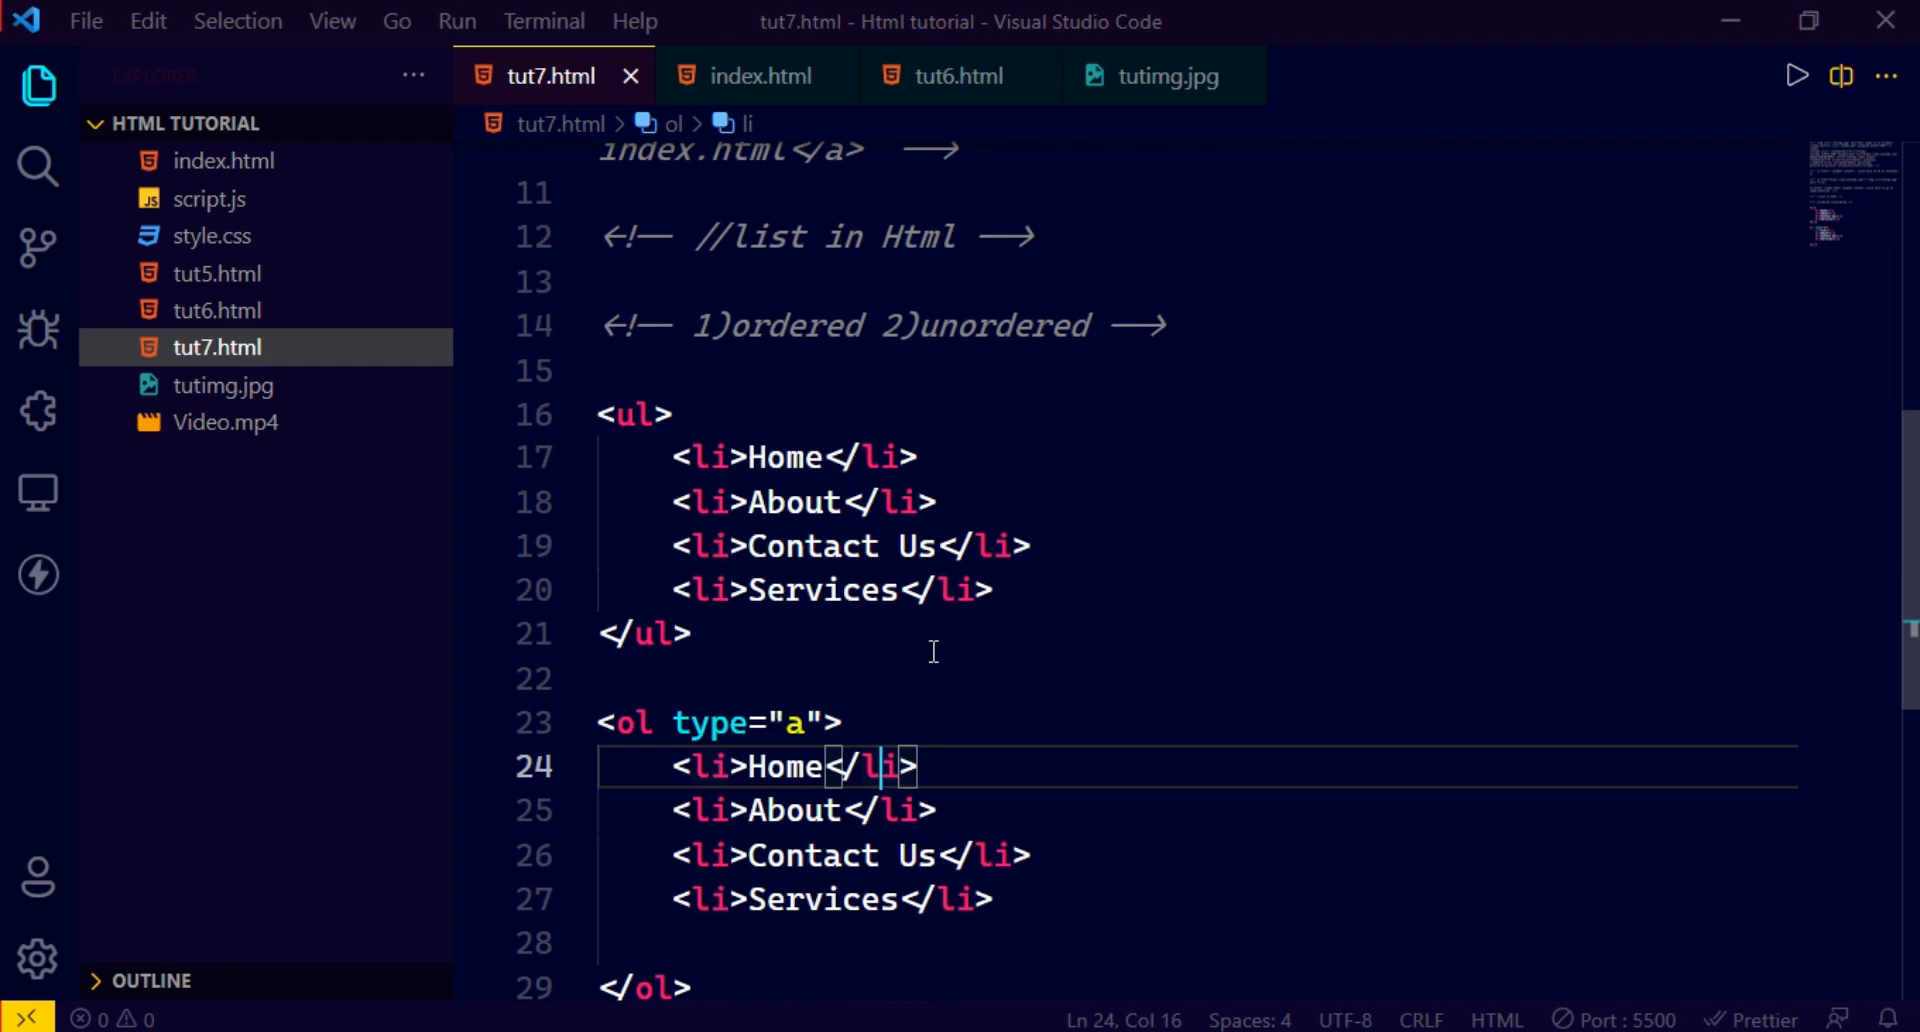 File Edit Selection View Go Run Terminal Help tut7.html - Html tutorial - Visual Studio Code
EXPLORER ···
tut7.html index.html tut6.html tutimg.jpg
HTML TUTORIAL
tut7.html > ol > li
index.html
script.js
style.css
tut5.html
tut6.html
tut7.html
tutimg.jpg
Video.mp4
index.html</a> -->
11
12 <!-- //list in Html -->
13
14 <!-- 1)ordered 2)unordered -->
15
16 <ul>
17 <li>Home</li>
18 <li>About</li>
19 <li>Contact Us</li>
20 <li>Services</li>
21 </ul>
22
23 <ol type="a">
24 <li>Home</li>
25 <li>About</li>
26 <li>Contact Us</li>
27 <li>Services</li>
28
29 </ol>
OUTLINE
0 0 Ln 24, Col 16 Spaces: 4 UTF-8 CRLF HTML Port : 5500 Prettier